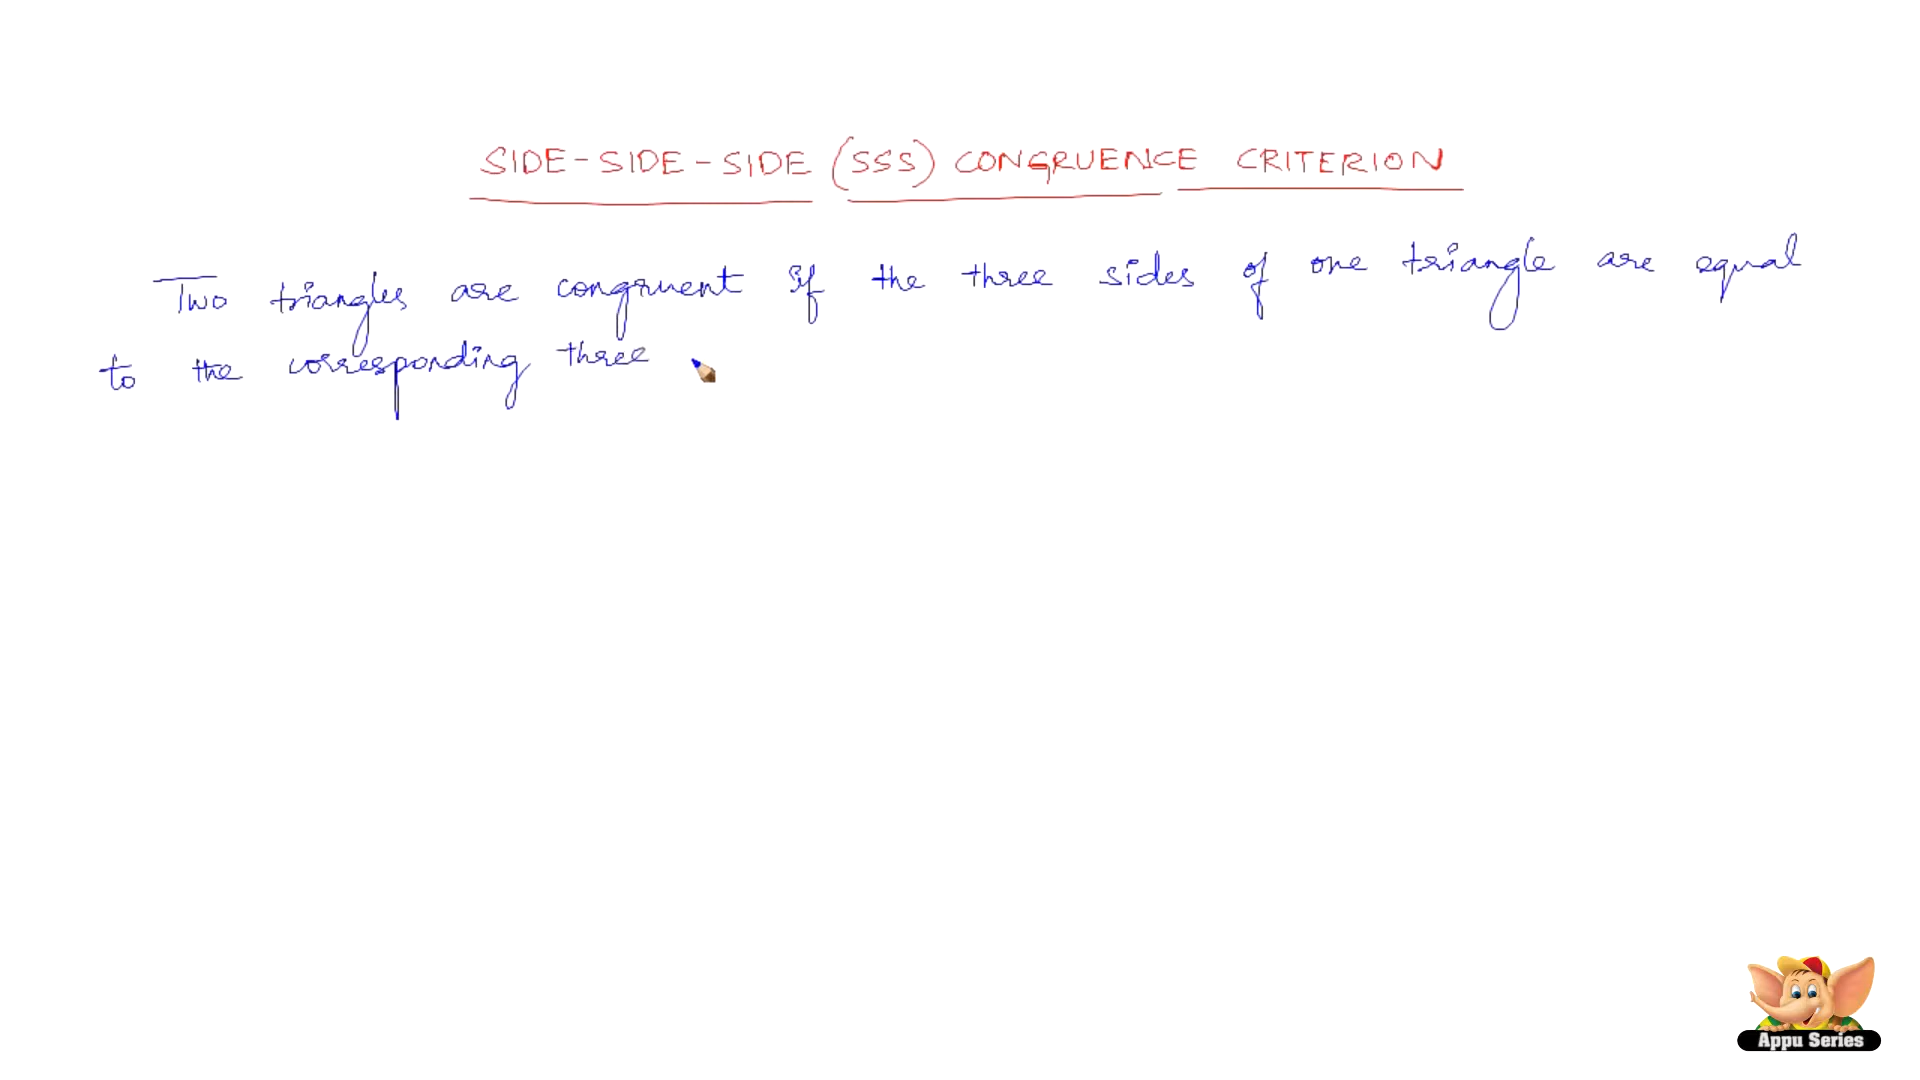 SIDE-SIDE-SIDE (SSS) CONGRUENCE CRITERION
Two triangles are congruent if the three sides of one triangle are equal
to the corresponding three
Appu Series